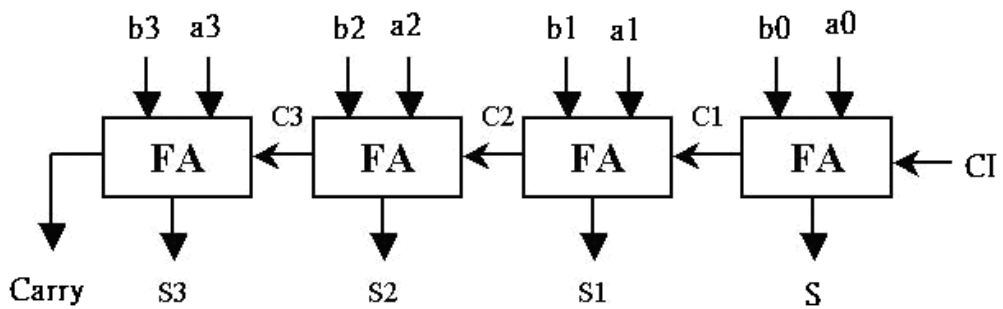 b3 a3 b2 a2 b1 a1 b0 a0
C3 C2 C1
FA FA FA FA CI
Carry S3 S2 S1 S